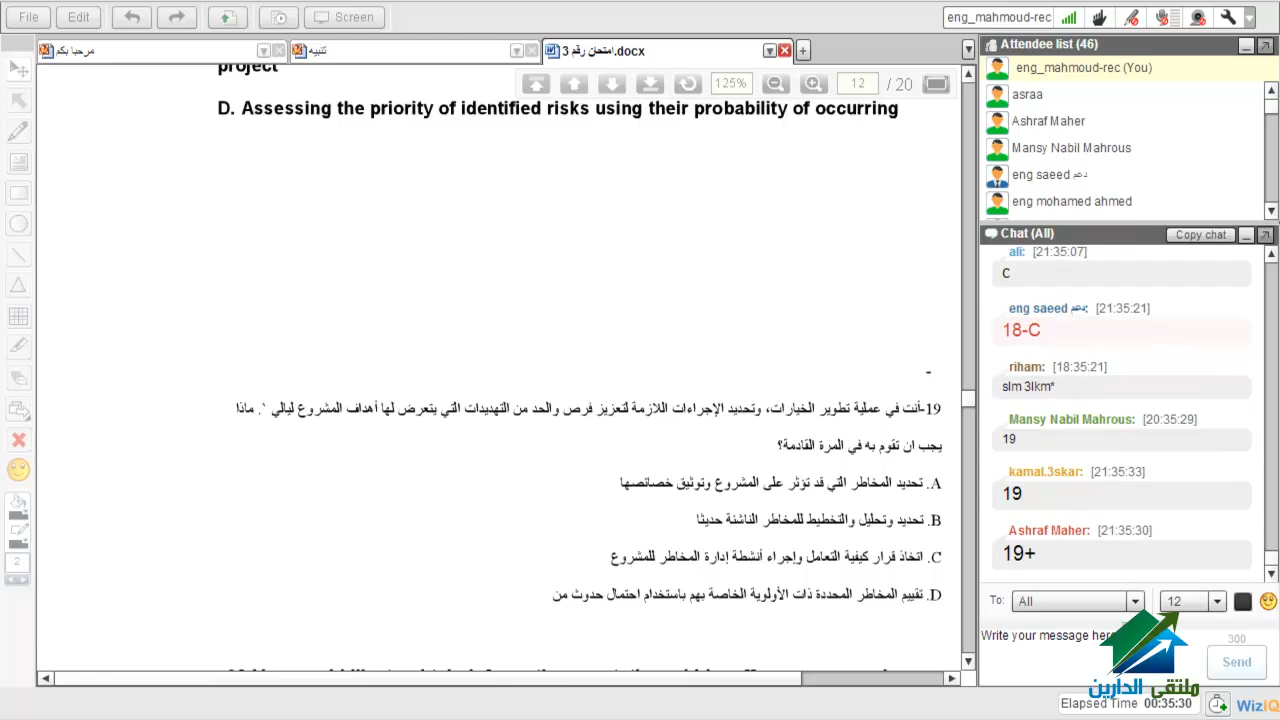 File
Edit
Screen
eng_mahmoud-rec
مرحبا بكم
تنبيه
امتحان رقم 3.docx
project
125%
12 / 20
D. Assessing the priority of identified risks using their probability of occurring
-
19-أنت في عملية تطوير الخيارات، وتحديد الإجراءات اللازمة لتعزيز فرص والحد من التهديدات التي يتعرض لها أهداف المشروع ليالي `. ماذا
يجب ان تقوم به في المرة القادمة؟
A. تحديد المخاطر التي قد تؤثر على المشروع وتوثيق خصائصها
B. تحديد وتحليل والتخطيط للمخاطر الناشئة حديثا
C. اتخاذ قرار كيفية التعامل وإجراء أنشطة إدارة المخاطر للمشروع
D. تقييم المخاطر المحددة ذات الأولوية الخاصة بهم باستخدام احتمال حدوث من
2
Attendee list (46)
eng_mahmoud-rec (You)
asraa
Ashraf Maher
Mansy Nabil Mahrous
eng saeed دعم
eng mohamed ahmed
Chat (All)
Copy chat
ali: [21:35:07]
C
eng saeed دعم: [21:35:21]
18-C
riham: [18:35:21]
slm 3lkm*
Mansy Nabil Mahrous: [20:35:29]
19
kamal.3skar: [21:35:33]
19
Ashraf Maher: [21:35:30]
19+
To: All
12
Write your message here
300
Send
ملتقى الدارين
Elapsed Time 00:35:30
WizIQ